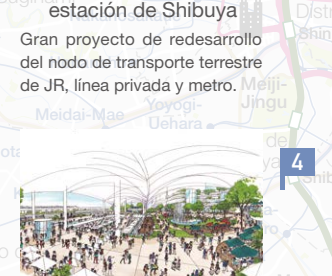 estación de Shibuya
Gran proyecto de redesarrollo
del nodo de transporte terrestre
de JR, línea privada y metro.
Meiji-
Jingu
Meidai-Mae
Yoyogi-
Uehara
4